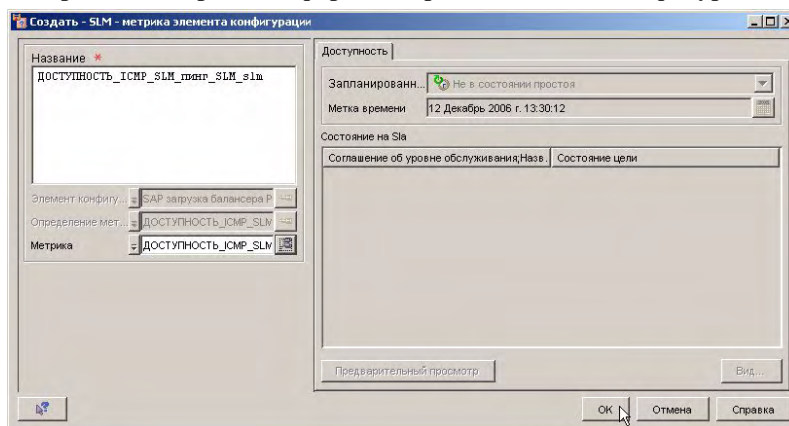 Создать - SLM - метрика элемента конфигурации
Название *
ДОСТУПНОСТЬ_ICMP_SLM_пинг_SLM_slm
Элемент конфигу... SAP загрузка балансера P
Определение мет... ДОСТУПНОСТЬ_ICMP_SLM
Метрика ДОСТУПНОСТЬ_ICMP_SLM
Доступность
Запланированн... Не в состоянии простоя
Метка времени 12 Декабрь 2006 г. 13:30:12
Состояние на Sla
Соглашение об уровне обслуживания;Назв. Состояние цели
Предварительный просмотр Вид...
OK Отмена Справка